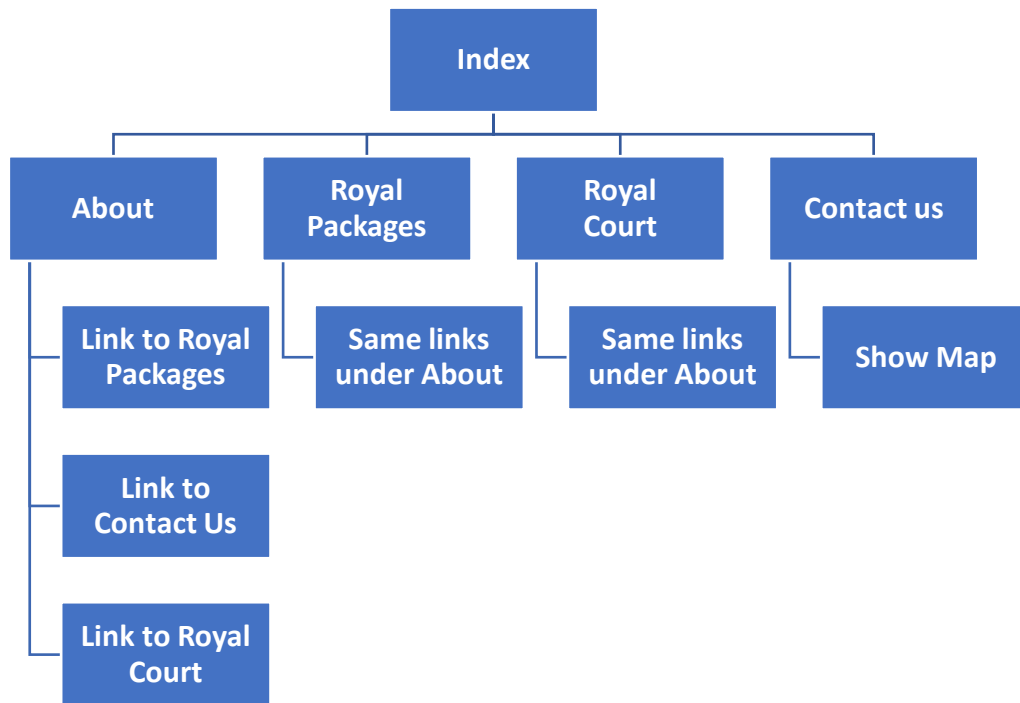 Index
About
Royal
Packages
Royal
Court
Contact us
Link to Royal
Packages
Same links
under About
Same links
under About
Show Map
Link to
Contact Us
Link to Royal
Court